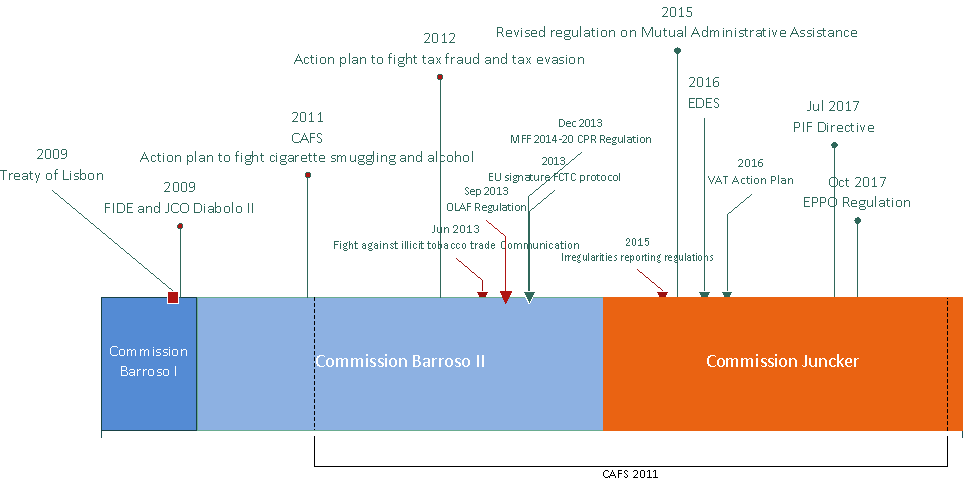 2015
Revised regulation on Mutual Administrative Assistance
2012
Action plan to fight tax fraud and tax evasion
2016
EDES
Jul 2017
PIF Directive
2011
CAFS
Action plan to fight cigarette smuggling and alcohol
Dec 2013
MFF 2014-20 CPR Regulation
2013
EU signature FCTC protocol
2009
Treaty of Lisbon
2016
VAT Action Plan
2009
FIDE and JCO Diabolo II
Sep 2013
OLAF Regulation
Oct 2017
EPPO Regulation
Jun 2013
Fight against illicit tobacco trade Communication
2015
Irregularities reporting regulations
Commission
Barroso I
Commission Barroso II
Commission Juncker
CAFS 2011